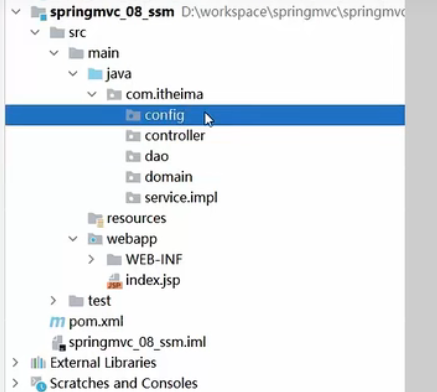 springmvc_08_ssm D:\workspace\springmvc\springmvc
src
main
java
com.itheima
config
controller
dao
domain
service.impl
resources
webapp
WEB-INF
JSP index.jsp
test
m pom.xml
springmvc_08_ssm.iml
External Libraries
Scratches and Consoles